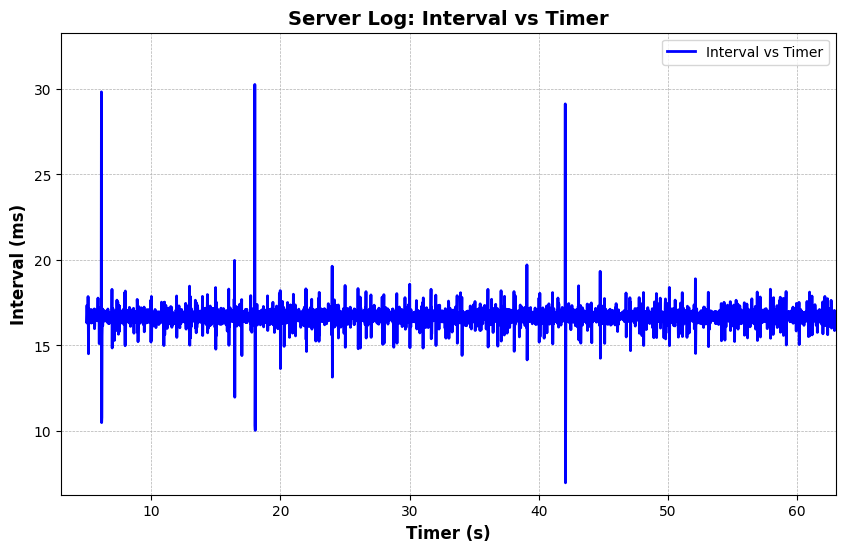 Server Log: Interval vs Timer
Interval vs Timer
30
25
20
15
10
Interval (ms)
10 20 30 40 50 60
Timer (s)